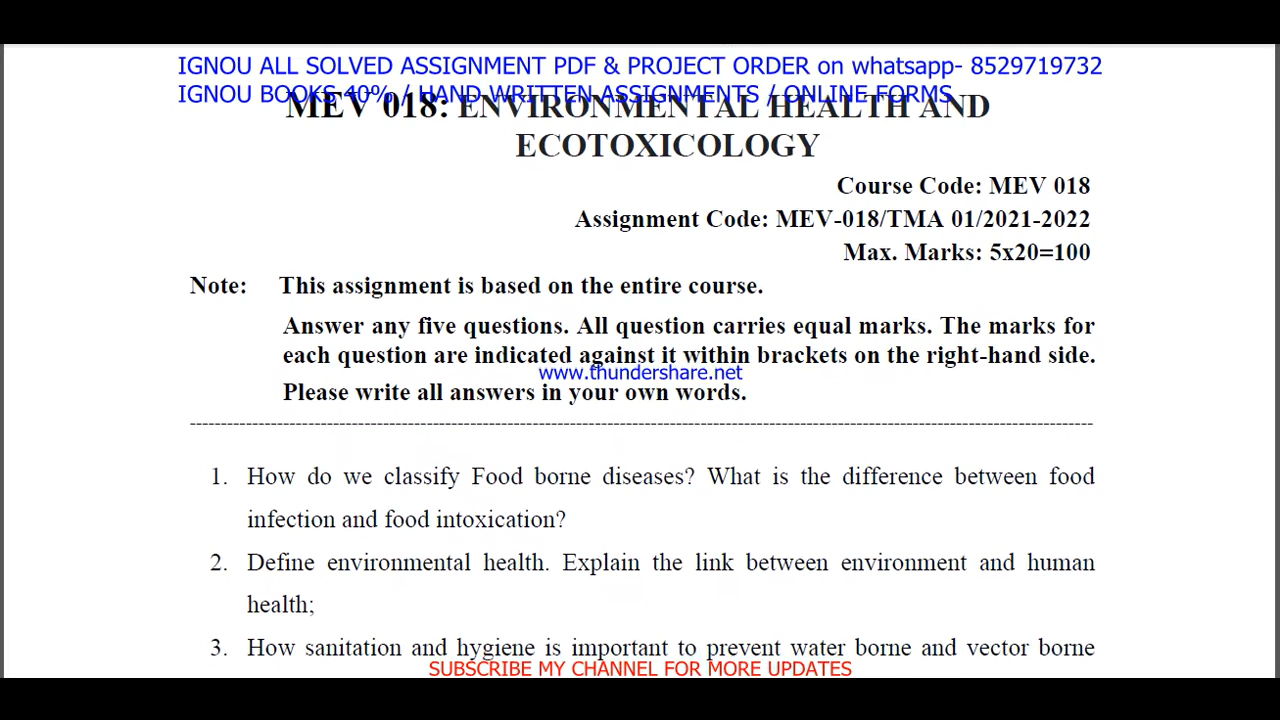 IGNOU ALL SOLVED ASSIGNMENT PDF & PROJECT ORDER on whatsapp- 8529719732
IGNOU BOOKS 40% / HAND WRITTEN ASSIGNMENTS / ONLINE FORMS
MEV 018: ENVIRONMENTAL HEALTH AND
ECOTOXICOLOGY
Course Code: MEV 018
Assignment Code: MEV-018/TMA 01/2021-2022
Max. Marks: 5x20=100
Note: This assignment is based on the entire course.
Answer any five questions. All question carries equal marks. The marks for
each question are indicated against it within brackets on the right-hand side.
www.thundershare.net
Please write all answers in your own words.
1. How do we classify Food borne diseases? What is the difference between food
infection and food intoxication?
2. Define environmental health. Explain the link between environment and human
health;
3. How sanitation and hygiene is important to prevent water borne and vector borne
SUBSCRIBE MY CHANNEL FOR MORE UPDATES